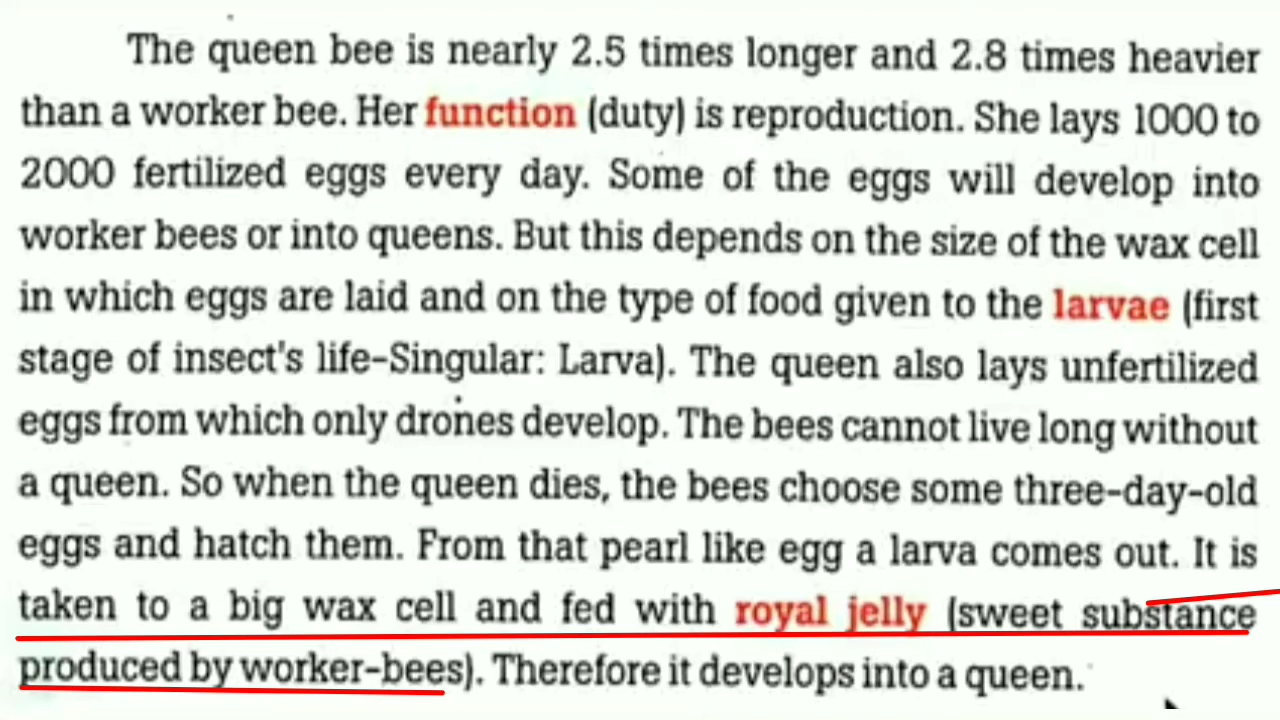 The queen bee is nearly 2.5 times longer and 2.8 times heavier
than a worker bee. Her function (duty) is reproduction. She lays 1000 to
2000 fertilized eggs every day. Some of the eggs will develop into
worker bees or into queens. But this depends on the size of the wax cell
in which eggs are laid and on the type of food given to the larvae (first
stage of insect's life-Singular: Larva). The queen also lays unfertilized
eggs from which only drones develop. The bees cannot live long without
a queen. So when the queen dies, the bees choose some three-day-old
eggs and hatch them. From that pearl like egg a larva comes out. It is
taken to a big wax cell and fed with royal jelly (sweet substance
produced by worker-bees). Therefore it develops into a queen.